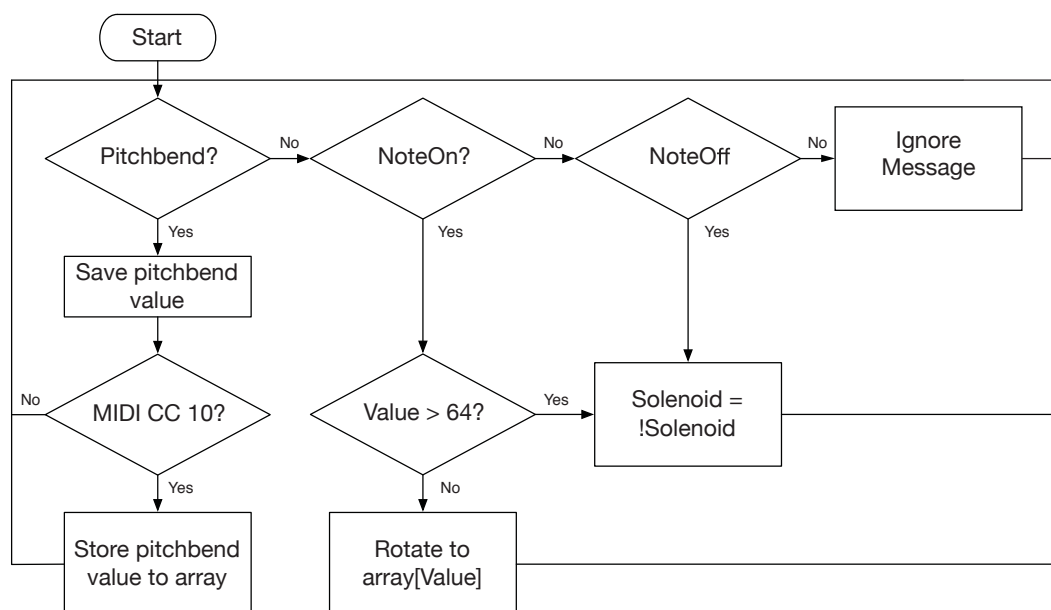 Start
Pitchbend?
No
NoteOn?
No
NoteOff
No
Ignore
Message
Yes
Yes
Yes
Save pitchbend
value
No
MIDI CC 10?
Value > 64?
Yes
Solenoid =
!Solenoid
Yes
No
Store pitchbend
value to array
Rotate to
array[Value]